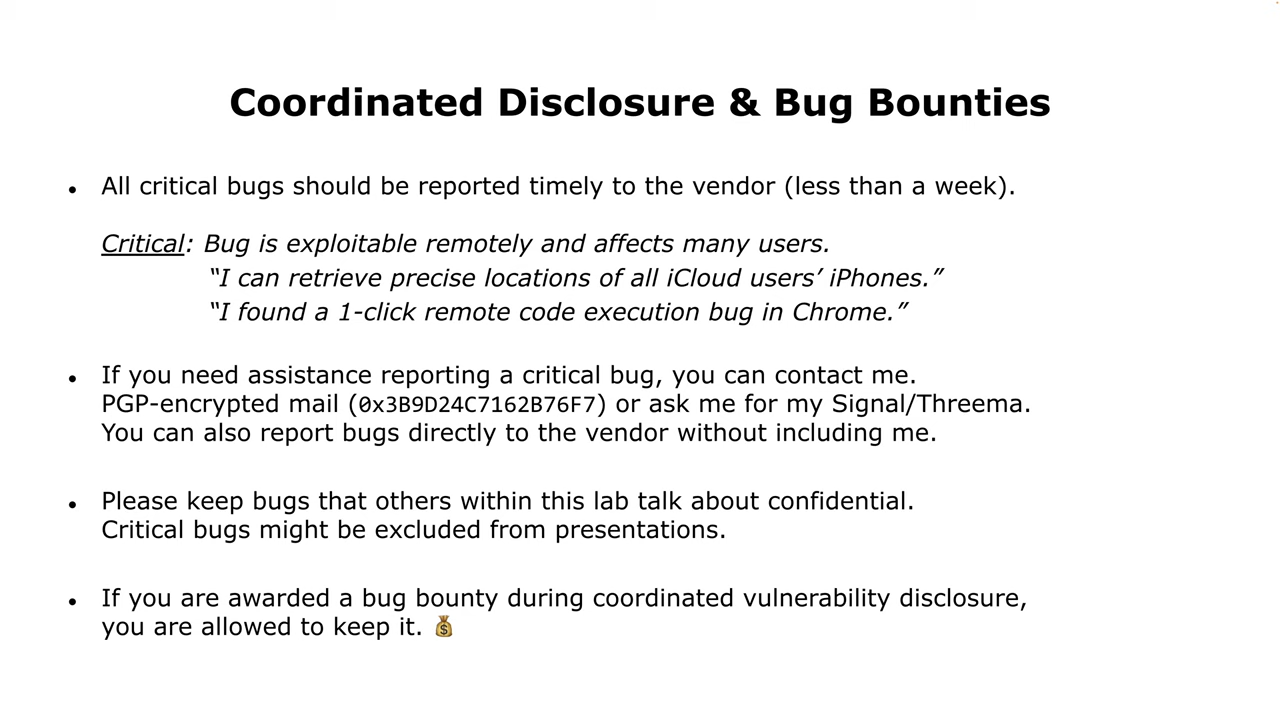 Coordinated Disclosure & Bug Bounties
• All critical bugs should be reported timely to the vendor (less than a week).
Critical: Bug is exploitable remotely and affects many users.
“I can retrieve precise locations of all iCloud users’ iPhones.”
“I found a 1-click remote code execution bug in Chrome.”
• If you need assistance reporting a critical bug, you can contact me.
PGP-encrypted mail (0x3B9D24C7162B76F7) or ask me for my Signal/Threema.
You can also report bugs directly to the vendor without including me.
• Please keep bugs that others within this lab talk about confidential.
Critical bugs might be excluded from presentations.
• If you are awarded a bug bounty during coordinated vulnerability disclosure,
you are allowed to keep it. 💰